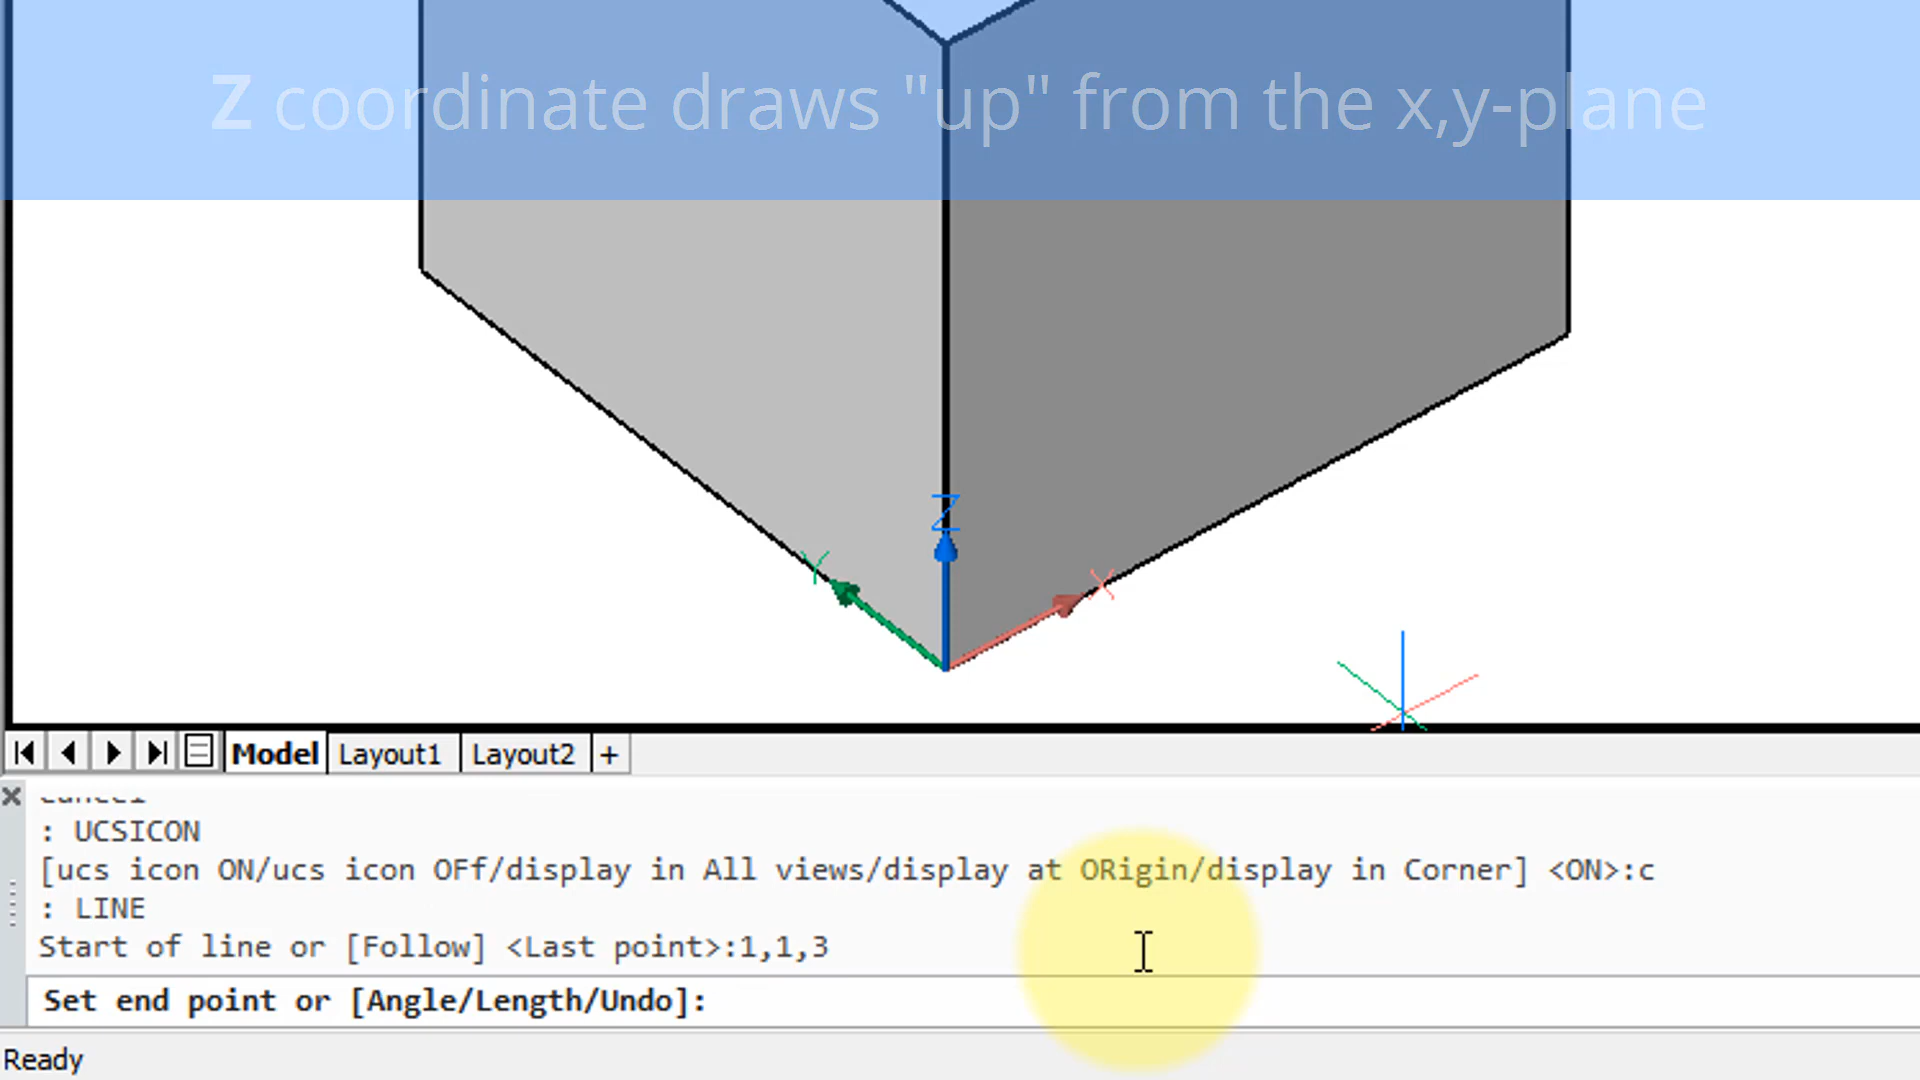 Z coordinate draws "up" from the x,y-plane
Z
Y
X
Model Layout1 Layout2 +
: UCSICON
[ucs icon ON/ucs icon OFf/display in All views/display at ORigin/display in Corner] <ON>:c
: LINE
Start of line or [Follow] <Last point>:1,1,3
Set end point or [Angle/Length/Undo]:
Ready